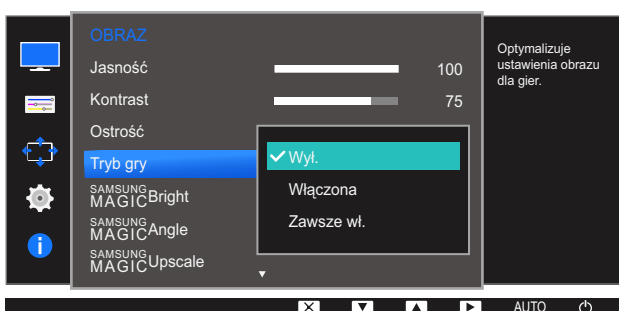 OBRAZ
Jasność 100
Kontrast 75
Ostrość
Tryb gry
SAMSUNG MAGIC Bright
SAMSUNG MAGIC Angle
SAMSUNG MAGIC Upscale
Wył.
Włączona
Zawsze wł.
Optymalizuje
ustawienia obrazu
dla gier.
AUTO